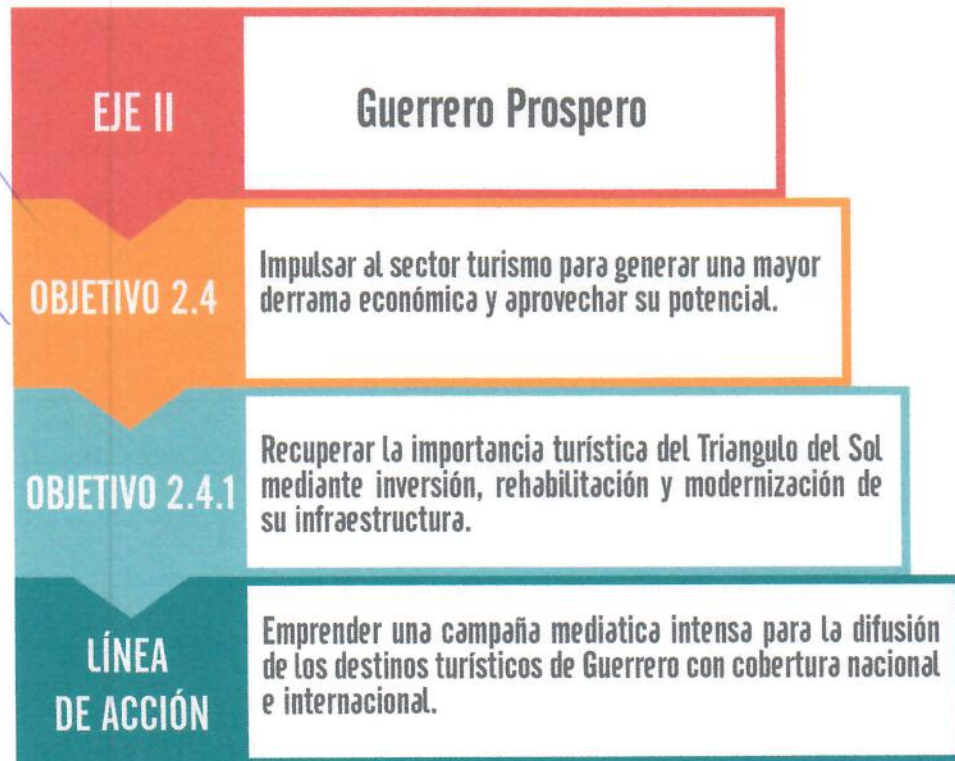 EJE II
Guerrero Prospero
OBJETIVO 2.4
Impulsar al sector turismo para generar una mayor
derrama económica y aprovechar su potencial.
OBJETIVO 2.4.1
Recuperar la importancia turística del Triangulo del Sol
mediante inversión, rehabilitación y modernización de
su infraestructura.
LÍNEA
DE ACCIÓN
Emprender una campaña mediatica intensa para la difusión
de los destinos turísticos de Guerrero con cobertura nacional
e internacional.